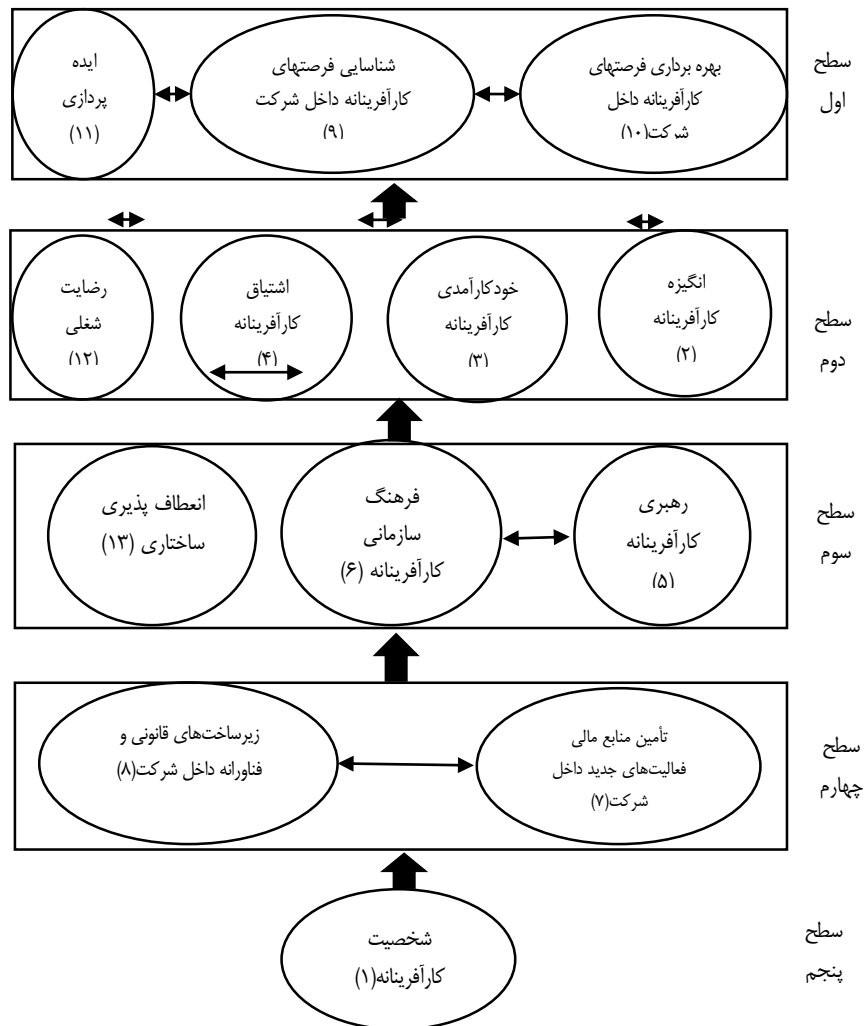 سطح
اول
بهره برداری فرصتهای
کارآفرینانه داخل
شرکت(۱۰)
شناسایی فرصتهای
کارآفرینانه داخل شرکت
(۹)
ایده
پردازی
(۱۱)
سطح
دوم
انگیزه
کارآفرینانه
(۲)
خودکارآمدی
کارآفرینانه
(۳)
اشتیاق
کارآفرینانه
(۴)
رضایت
شغلی
(۱۲)
سطح
سوم
رهبری
کارآفرینانه
(۵)
فرهنگ
سازمانی
کارآفرینانه (۶)
انعطاف پذیری
ساختاری (۱۳)
سطح
چهارم
تأمین منابع مالی
فعالیت‌های جدید داخل
شرکت(۷)
زیرساخت‌های قانونی و
فناورانه داخل شرکت(۸)
سطح
پنجم
شخصیت
کارآفرینانه(۱)